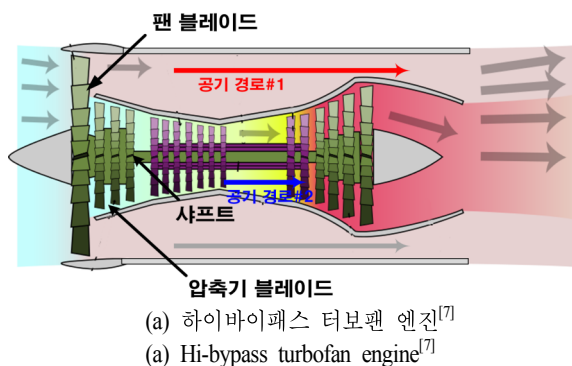 팬 블레이드
공기 경로#1
공기 경로#2
샤프트
압축기 블레이드
(a) 하이바이패스 터보팬 엔진[7]
(a) Hi-bypass turbofan engine[7]